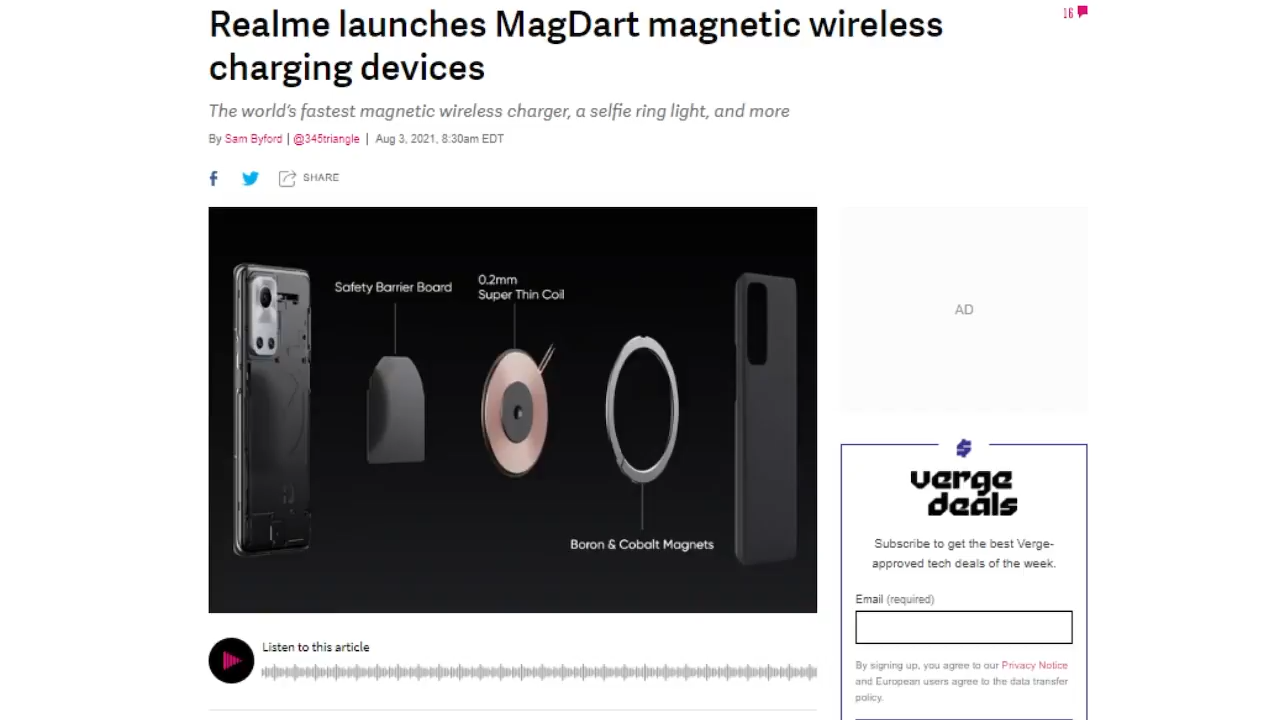 Realme launches MagDart magnetic wireless
charging devices
16
The world's fastest magnetic wireless charger, a selfie ring light, and more
By Sam Byford | @345triangle | Aug 3, 2021, 8:30am EDT
SHARE
Safety Barrier Board
0.2mm
Super Thin Coil
Boron & Cobalt Magnets
AD
verge
deals
Subscribe to get the best Verge-
approved tech deals of the week.
Email (required)
Listen to this article
By signing up, you agree to our Privacy Notice
and European users agree to the data transfer
policy.